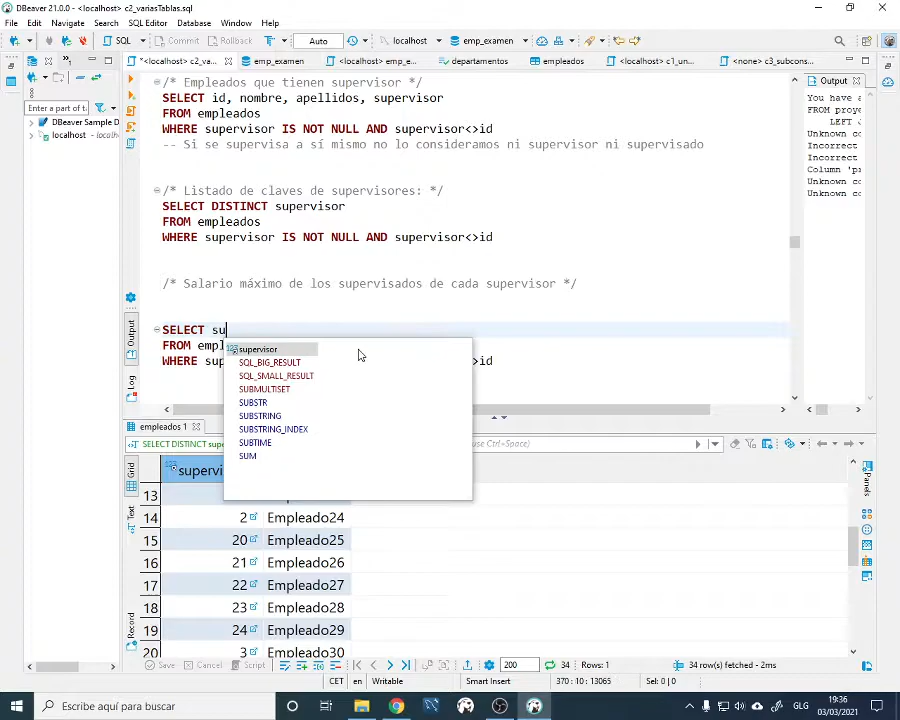 DBeaver 21.0.0 - <localhost> c2_variasTablas.sql
File Edit Navigate Search SQL Editor Database Window Help
SQL Commit Rollback Auto localhost emp_examen
*<localhost> c2_va... emp_examen <localhost> emp_e... departamentos empleados <localhost> c1_un... <none> c3_subcons...
Enter a part of t
DBeaver Sample D
localhost - localho
/* Empleados que tienen supervisor */
SELECT id, nombre, apellidos, supervisor
FROM empleados
WHERE supervisor IS NOT NULL AND supervisor<>id
-- Si se supervisa a sí mismo no lo consideramos ni supervisor ni supervisado
/* Listado de claves de supervisores: */
SELECT DISTINCT supervisor
FROM empleados
WHERE supervisor IS NOT NULL AND supervisor<>id
/* Salario máximo de los supervisados de cada supervisor */
SELECT su
FROM empl
WHERE sup
id
123 supervisor
SQL_BIG_RESULT
SQL_SMALL_RESULT
SUBMULTISET
SUBSTR
SUBSTRING
SUBSTRING_INDEX
SUBTIME
SUM
Output
Log
Output
You have a
FROM proye
LEFT J
Unknown co
Incorrect
Incorrect
Column 'pr
Unknown co
Unknown co
empleados 1
SELECT DISTINCT supe
use Ctrl+Space)
Grid
Text
Record
Panels
123 supervi
13
14 2 Empleado24
15 20 Empleado25
16 21 Empleado26
17 22 Empleado27
18 23 Empleado28
19 24 Empleado29
20 3 Empleado30
Save Cancel Script 200 34 Rows: 1 34 row(s) fetched - 2ms
CET en Writable Smart Insert 370 : 10 : 13065 Sel: 0 | 0
Escribe aquí para buscar
GLG
19:36
03/03/2021